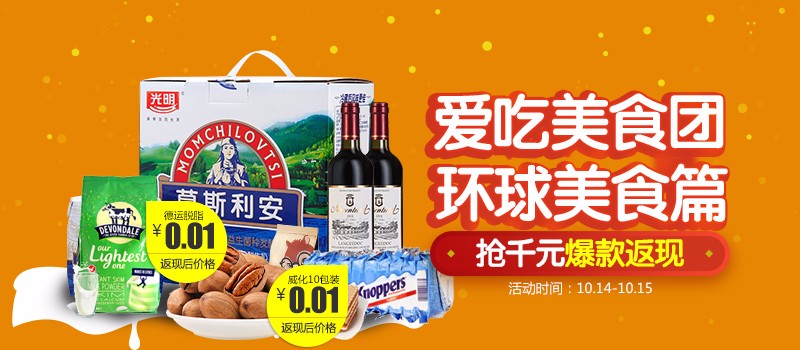 爱吃美食团
环球美食篇
抢千元爆款返现
活动时间：10.14-10.15
光明
MOMCHILOVTSI
莫斯利安
DEVONDALE
our
Lightest
one
德运脱脂
¥0.01
返现后价格
威化10包装
¥0.01
返现后价格
Knoppers
LANGUEDOC